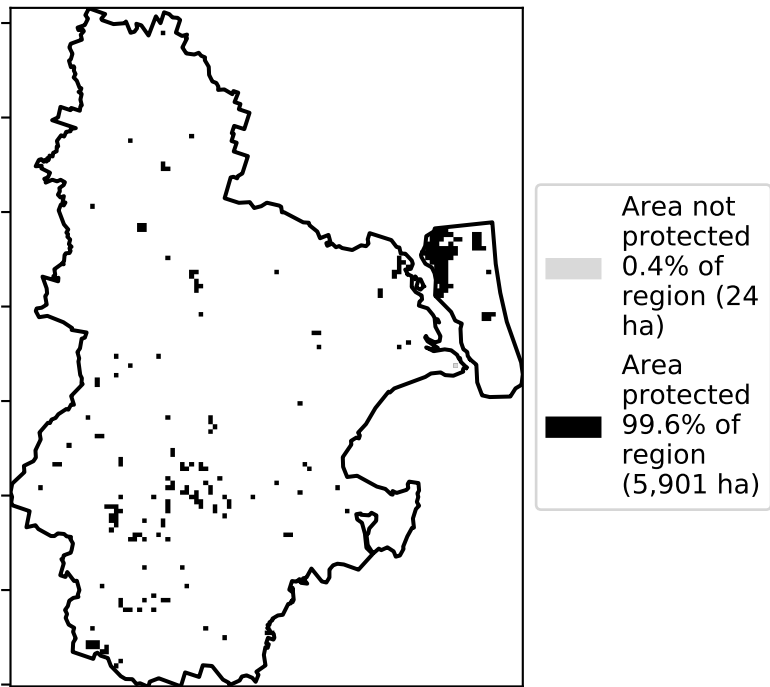 Area not
protected
0.4% of
region (24
ha)
Area
protected
99.6% of
region
(5,901 ha)